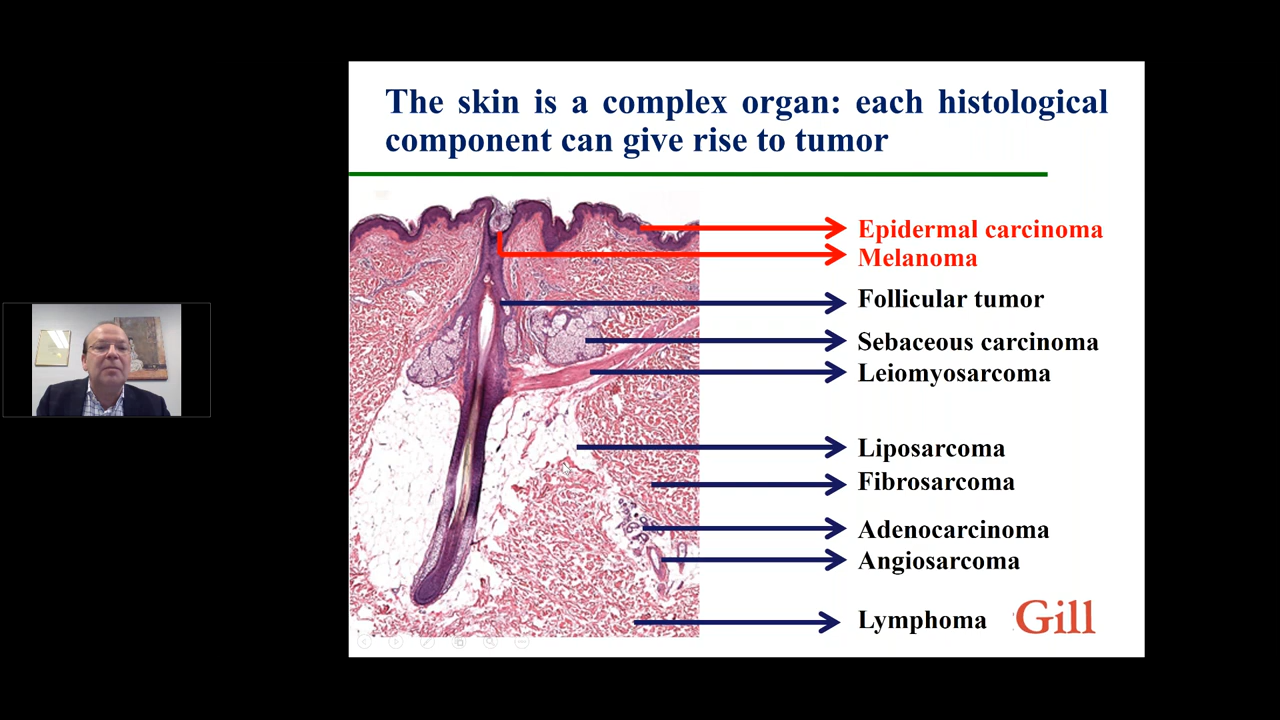 The skin is a complex organ: each histological
component can give rise to tumor
Epidermal carcinoma
Melanoma
Follicular tumor
Sebaceous carcinoma
Leiomyosarcoma
Liposarcoma
Fibrosarcoma
Adenocarcinoma
Angiosarcoma
Lymphoma
Gill